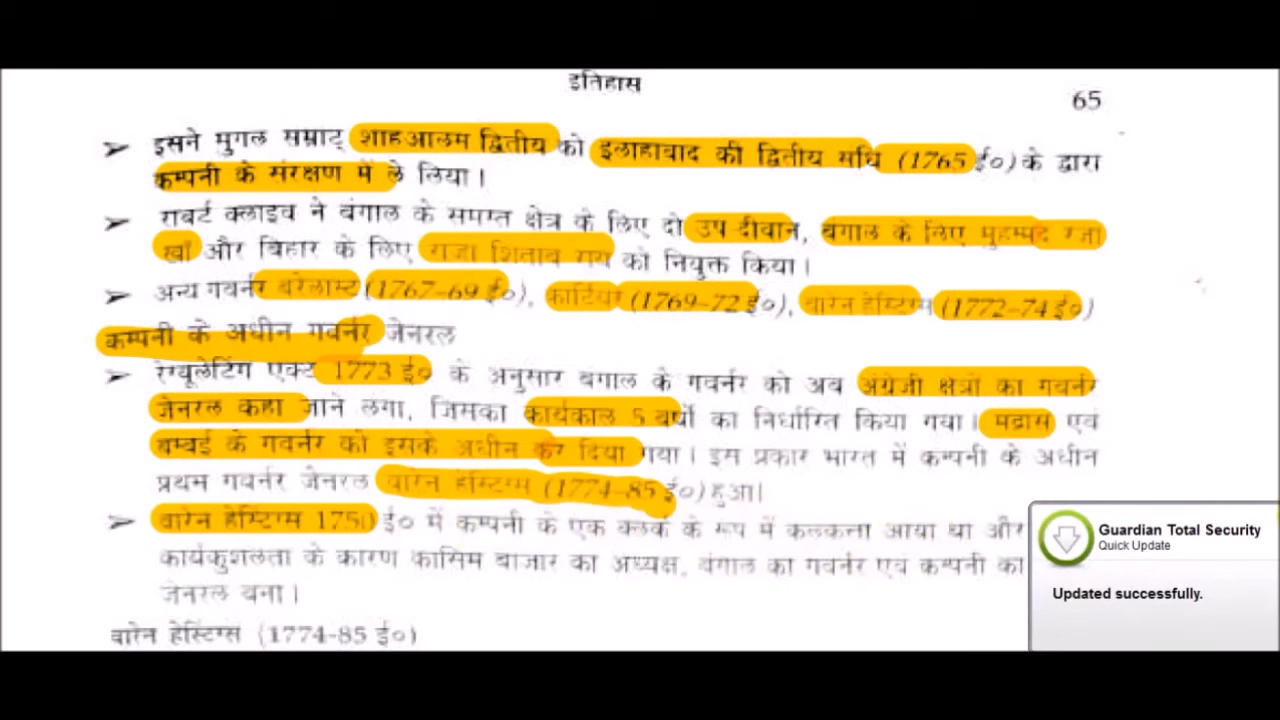 इतिहास
65
➤ इसने मुगल सम्राट् शाहआलम द्वितीय को इलाहाबाद की द्वितीय संधि (1765 ई०) के द्वारा
कम्पनी के संरक्षण में ले लिया।
➤ राबर्ट क्लाइव ने बंगाल के समस्त क्षेत्र के लिए दो उप दीवान, बंगाल के लिए मुहम्मद रजा
खाँ और बिहार के लिए राजा शिताब राय को नियुक्त किया।
➤ अन्य गवर्नर बरेलास्ट (1767-69 ई०), कार्टियर (1769-72 ई०), वारेन हेस्टिंग्स (1772-74 ई०)
कम्पनी के अधीन गवर्नर जेनरल
➤ रेग्यूलेटिंग एक्ट 1773 ई० के अनुसार बंगाल के गवर्नर को अब अंग्रेजी क्षेत्रों का गवर्नर
जेनरल कहा जाने लगा, जिसका कार्यकाल 5 वर्षों का निर्धारित किया गया। मद्रास एवं
बम्बई के गवर्नर को इसके अधीन कर दिया गया। इस प्रकार भारत में कम्पनी के अधीन
प्रथम गवर्नर जेनरल वारेन हेस्टिंग्स (1774-85 ई०) हुआ।
➤ वारेन हेस्टिंग्स 1750 ई० में कम्पनी के एक क्लर्क के रूप में कलकत्ता आया था और
कार्यकुशलता के कारण कासिम बाजार का अध्यक्ष, बंगाल का गवर्नर एवं कम्पनी का
जेनरल बना।
वारेन हेस्टिंग्स (1774-85 ई०)
Guardian Total Security
Quick Update
Updated successfully.